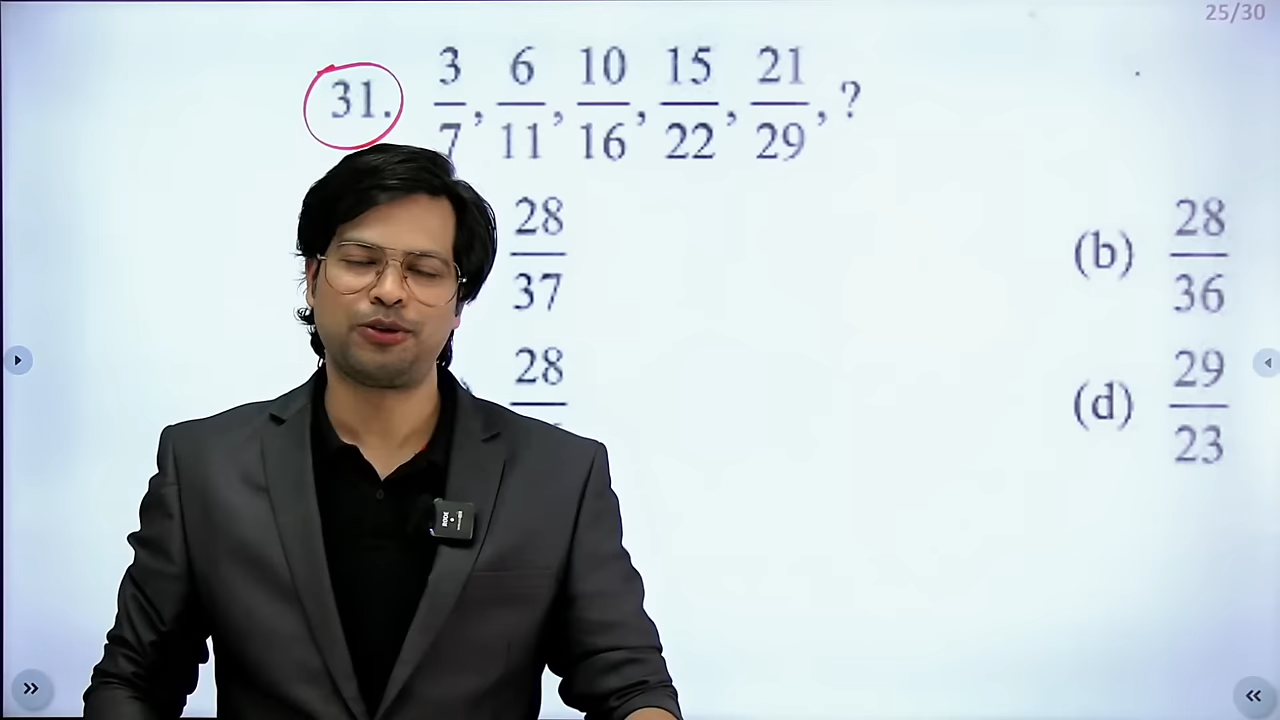 25/30
31. 3/7, 6/11, 10/16, 15/22, 21/29, ?
28/37
(b) 28/36
28
(d) 29/23
RODE